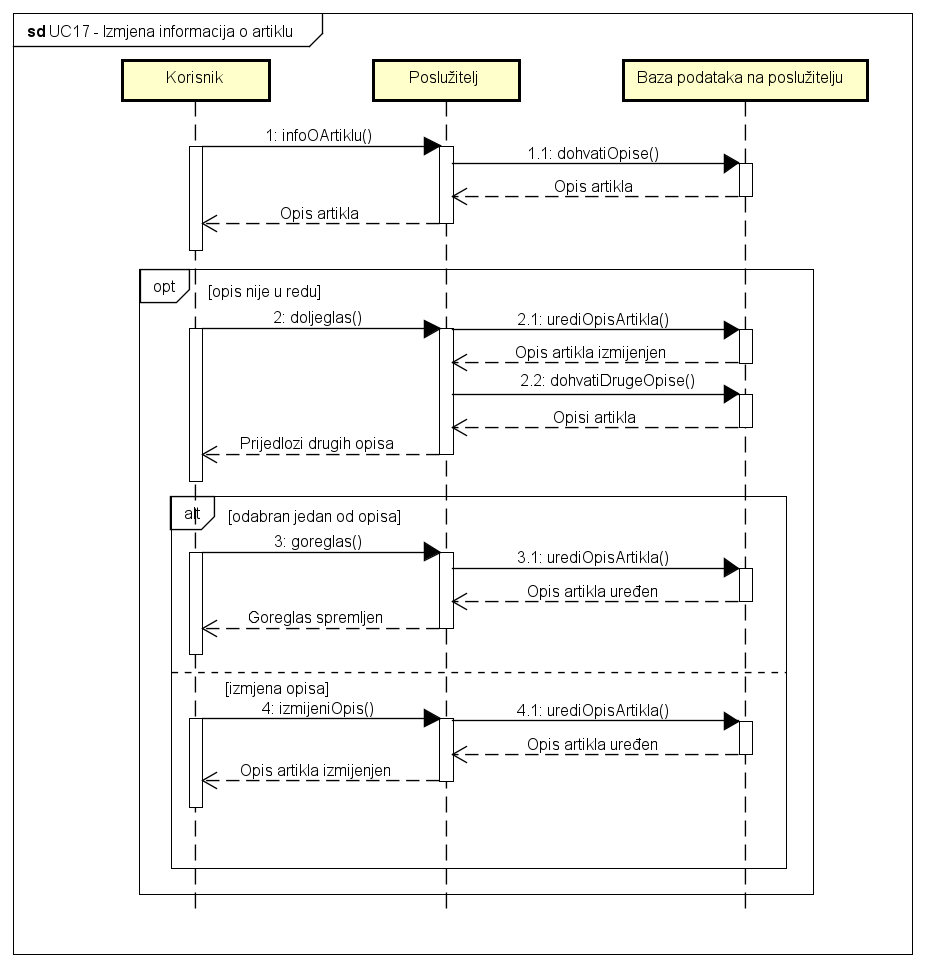 sd UC17 - Izmjena informacija o artiklu
Korisnik
Poslužitelj
Baza podataka na poslužitelju
1: infoOArtiklu()
1.1: dohvatiOpise()
Opis artikla
Opis artikla
opt
[opis nije u redu]
2: doljeglas()
2.1: urediOpisArtikla()
Opis artikla izmijenjen
2.2: dohvatiDrugeOpise()
Opisi artikla
Prijedlozi drugih opisa
alt
[odabran jedan od opisa]
3: goreglas()
3.1: urediOpisArtikla()
Opis artikla uređen
Goreglas spremljen
[izmjena opisa]
4: izmijeniOpis()
4.1: urediOpisArtikla()
Opis artikla uređen
Opis artikla izmijenjen